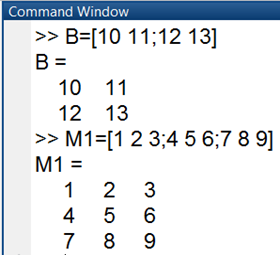 Command Window
>> B=[10 11;12 13]
B =
10 11
12 13
>> M1=[1 2 3;4 5 6;7 8 9]
M1 =
1 2 3
4 5 6
7 8 9